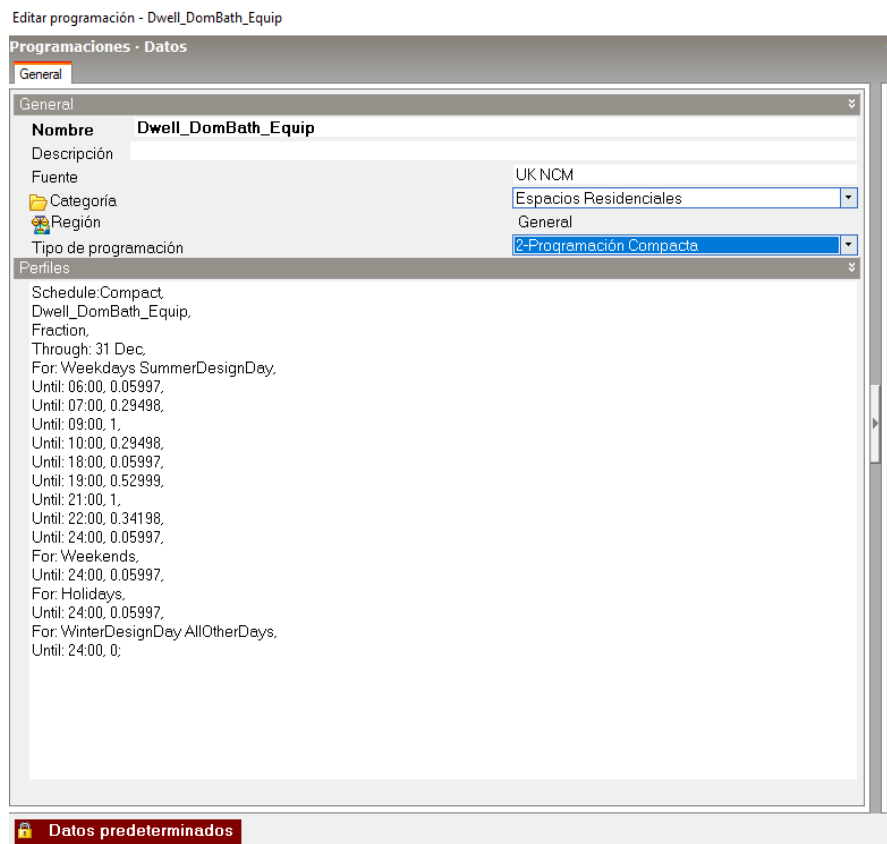 Editar programación - Dwell_DomBath_Equip
Programaciones · Datos
General
General
Nombre Dwell_DomBath_Equip
Descripción
Fuente UK NCM
Categoría Espacios Residenciales
Región General
Tipo de programación 2-Programación Compacta
Perfiles
Schedule:Compact,
Dwell_DomBath_Equip,
Fraction,
Through: 31 Dec,
For: Weekdays SummerDesignDay,
Until: 06:00, 0.05997,
Until: 07:00, 0.29498,
Until: 09:00, 1,
Until: 10:00, 0.29498,
Until: 18:00, 0.05997,
Until: 19:00, 0.52999,
Until: 21:00, 1,
Until: 22:00, 0.34198,
Until: 24:00, 0.05997,
For: Weekends,
Until: 24:00, 0.05997,
For: Holidays,
Until: 24:00, 0.05997,
For: WinterDesignDay AllOtherDays,
Until: 24:00, 0;
Datos predeterminados